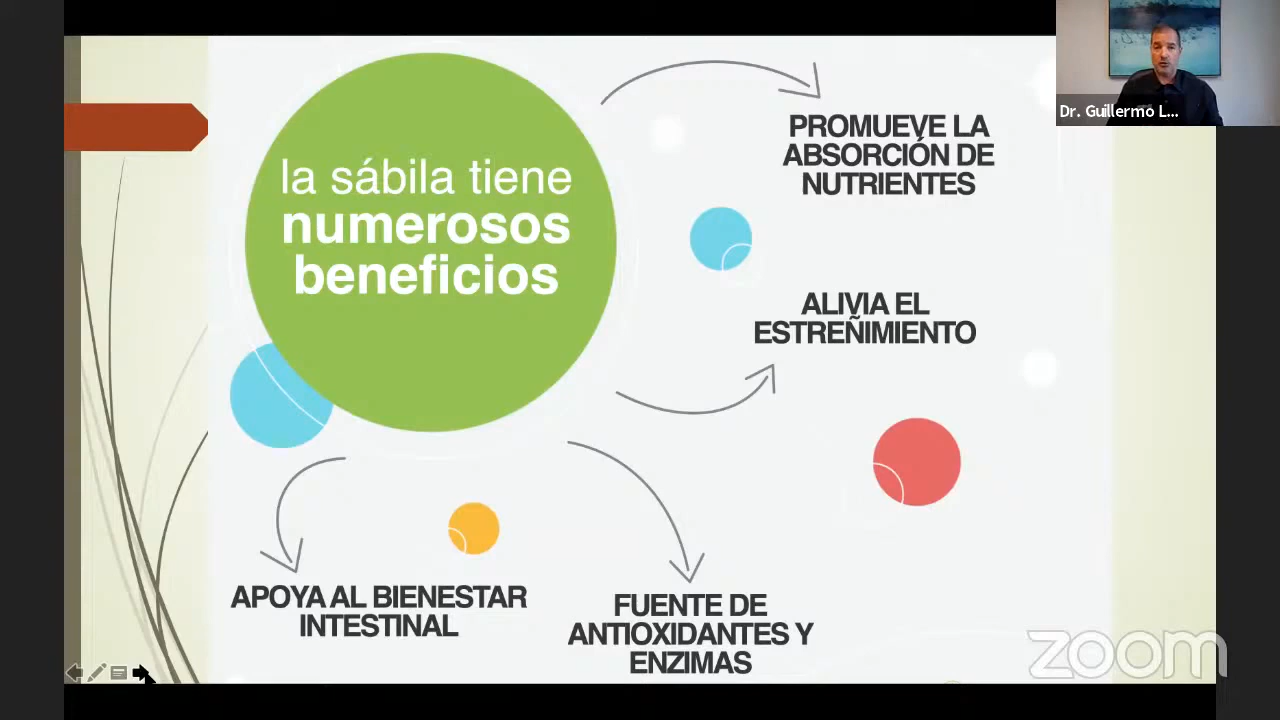 la sábila tiene
numerosos
beneficios
PROMUEVE LA
ABSORCIÓN DE
NUTRIENTES
ALIVIA EL
ESTREÑIMIENTO
APOYA AL BIENESTAR
INTESTINAL
FUENTE DE
ANTIOXIDANTES Y
ENZIMAS
Dr. Guillermo L...
zoom